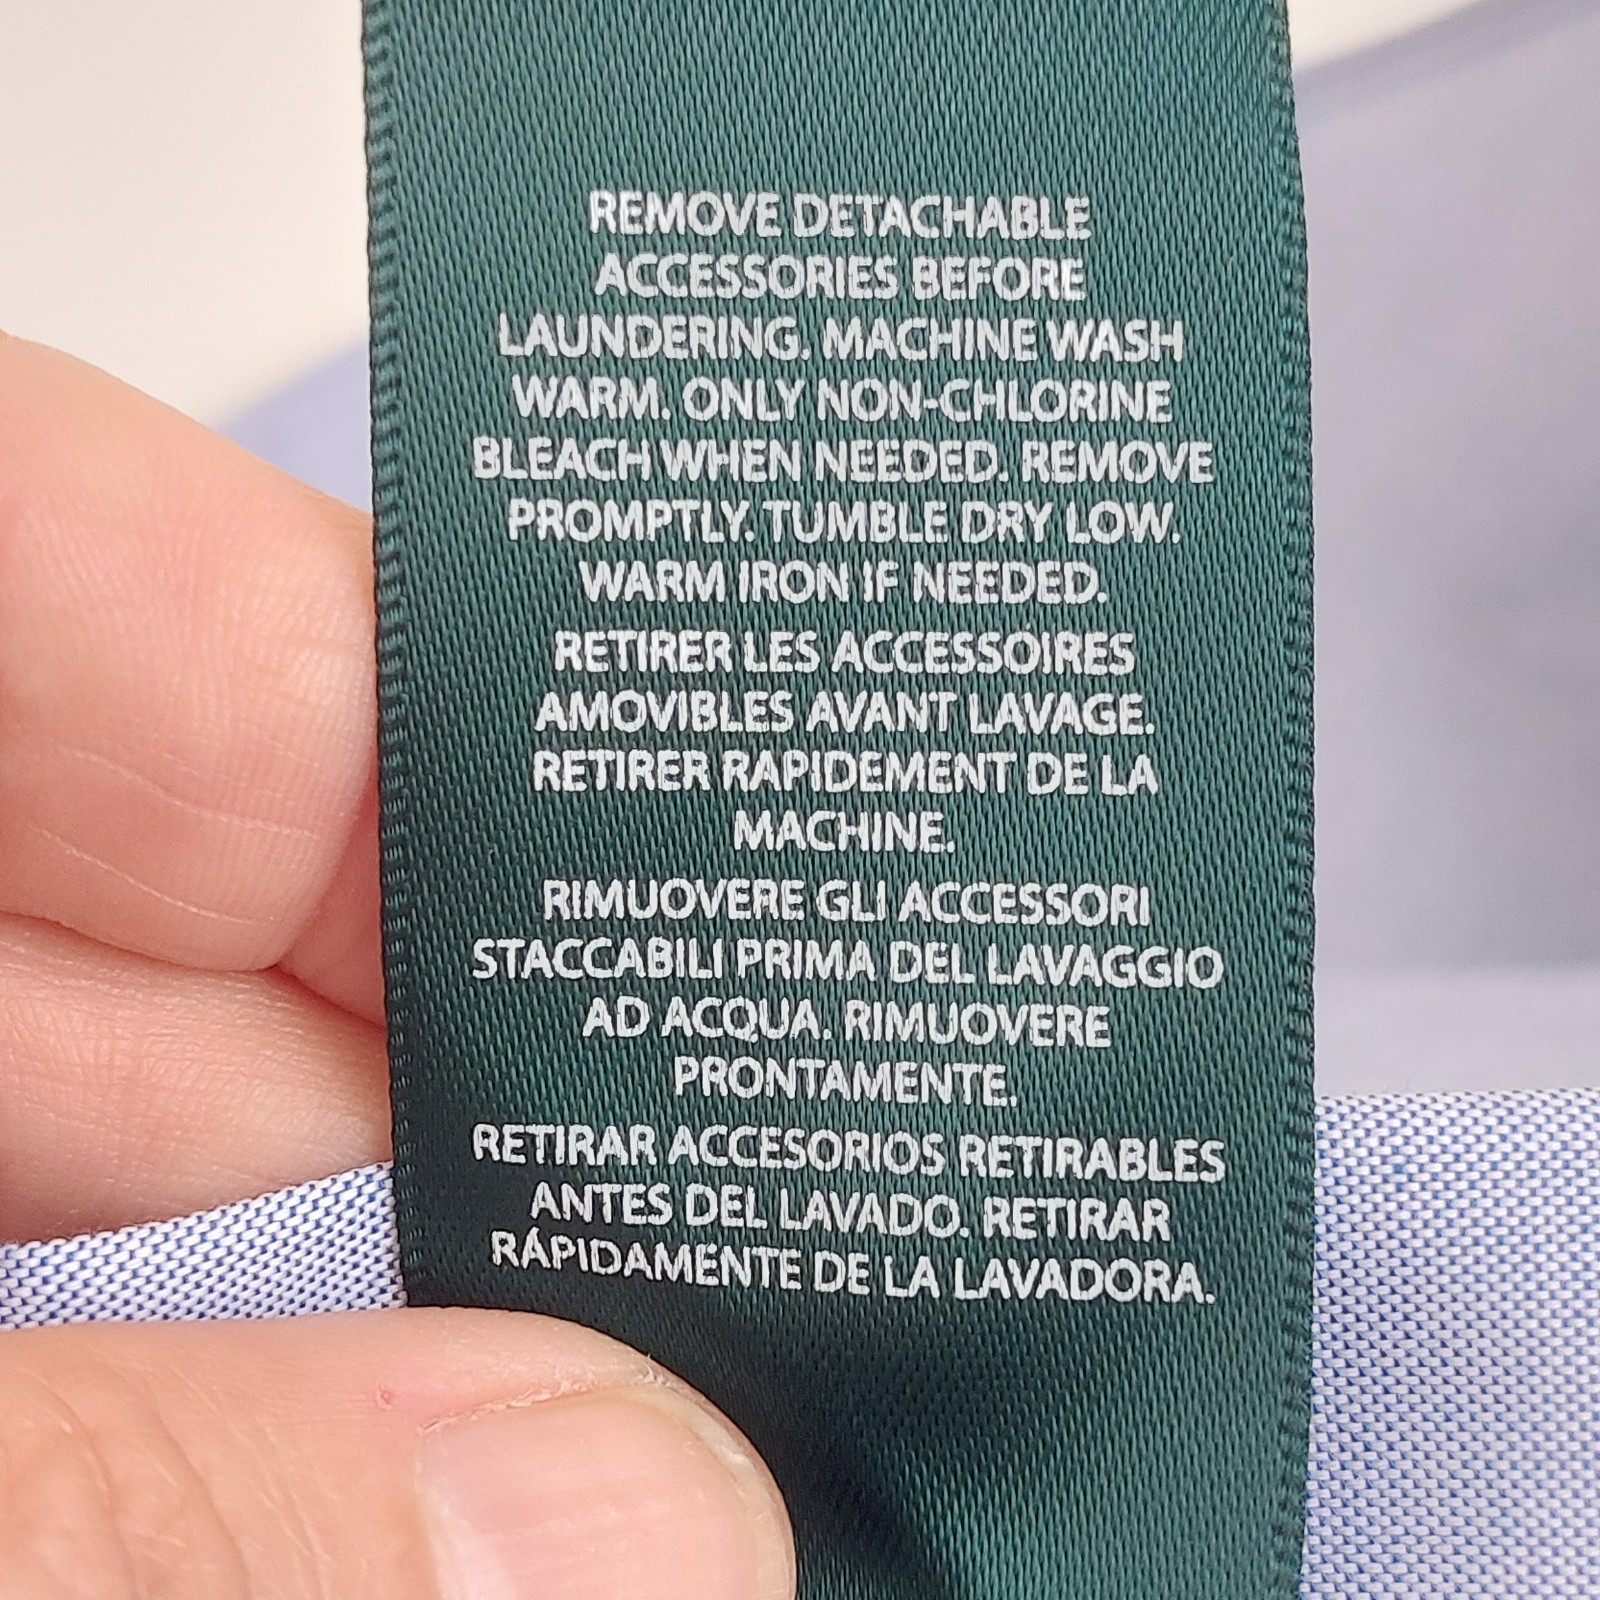 REMOVE DETACHABLE
ACCESSORIES BEFORE
LAUNDERING. MACHINE WASH
WARM. ONLY NON-CHLORINE
BLEACH WHEN NEEDED. REMOVE
PROMPTLY. TUMBLE DRY LOW.
WARM IRON IF NEEDED.
RETIRER LES ACCESSOIRES
AMOVIBLES AVANT LAVAGE.
RETIRER RAPIDEMENT DE LA
MACHINE.
RIMUOVERE GLI ACCESSORI
STACCABILI PRIMA DEL LAVAGGIO
AD ACQUA. RIMUOVERE
PRONTAMENTE.
RETIRAR ACCESORIOS RETIRABLES
ANTES DEL LAVADO. RETIRAR
RÁPIDAMENTE DE LA LAVADORA.